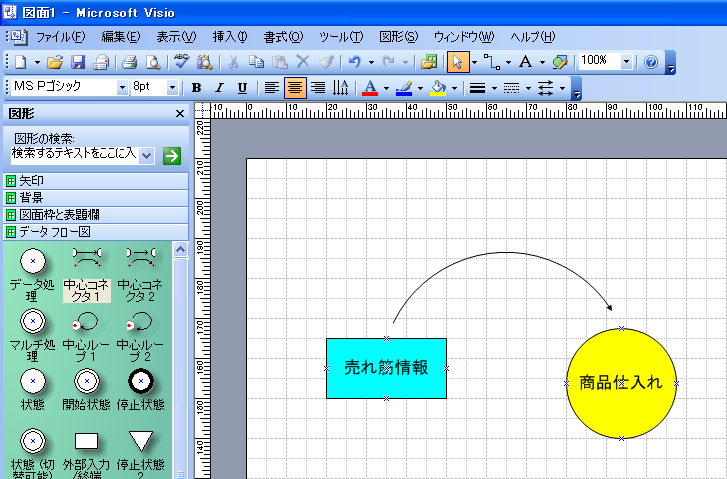 図面1 - Microsoft Visio
ファイル(F) 編集(E) 表示(V) 挿入(I) 書式(O) ツール(T) 図形(S) ウィンドウ(W) ヘルプ(H)
ABC A 100%
MS Pゴシック 8pt B I U A
図形
図形の検索:
検索するテキストをここに入
矢印
背景
図面枠と表題欄
データ フロー図
データ処理 中心コネクタ 1 中心コネクタ 2
マルチ処理 中心ループ 1 中心ループ 2
状態 開始状態 停止状態
状態 (切替可能) 外部入力/終端 停止状態 2
10 0 10 20 30 40 50 60 70 80 90 100 110
220
210
200
190
180
170
160
150
140
売れ筋情報
商品仕入れ